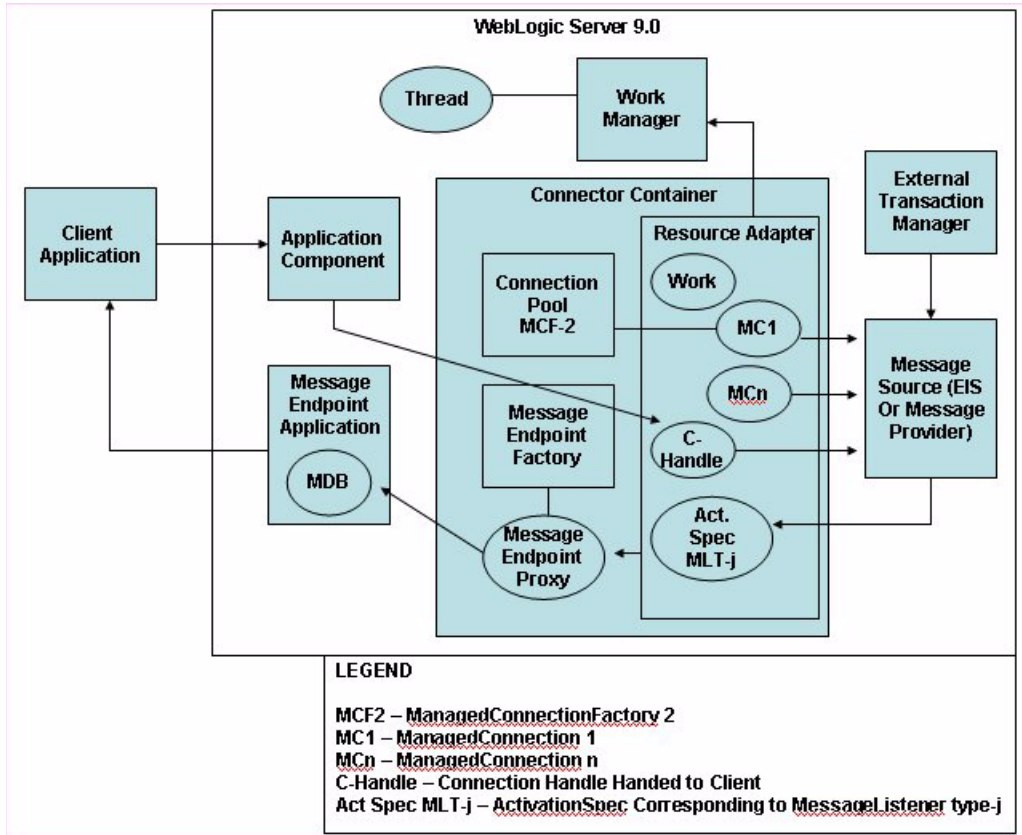 WebLogic Server 9.0
Thread
Work
Manager
External
Transaction
Manager
Connector Container
Client
Application
Application
Component
Resource Adapter
Work
Connection
Pool
MCF-2
MC1
Message
Source (EIS
Or Message
Provider)
Message
Endpoint
Application
MDB
Message
Endpoint
Factory
MCn
C-
Handle
Act.
Spec
MLT-j
Message
Endpoint
Proxy
LEGEND
MCF2 – ManagedConnectionFactory 2
MC1 – ManagedConnection 1
MCn – ManagedConnection n
C-Handle – Connection Handle Handed to Client
Act Spec MLT-j – ActivationSpec Corresponding to MessageListener type-j